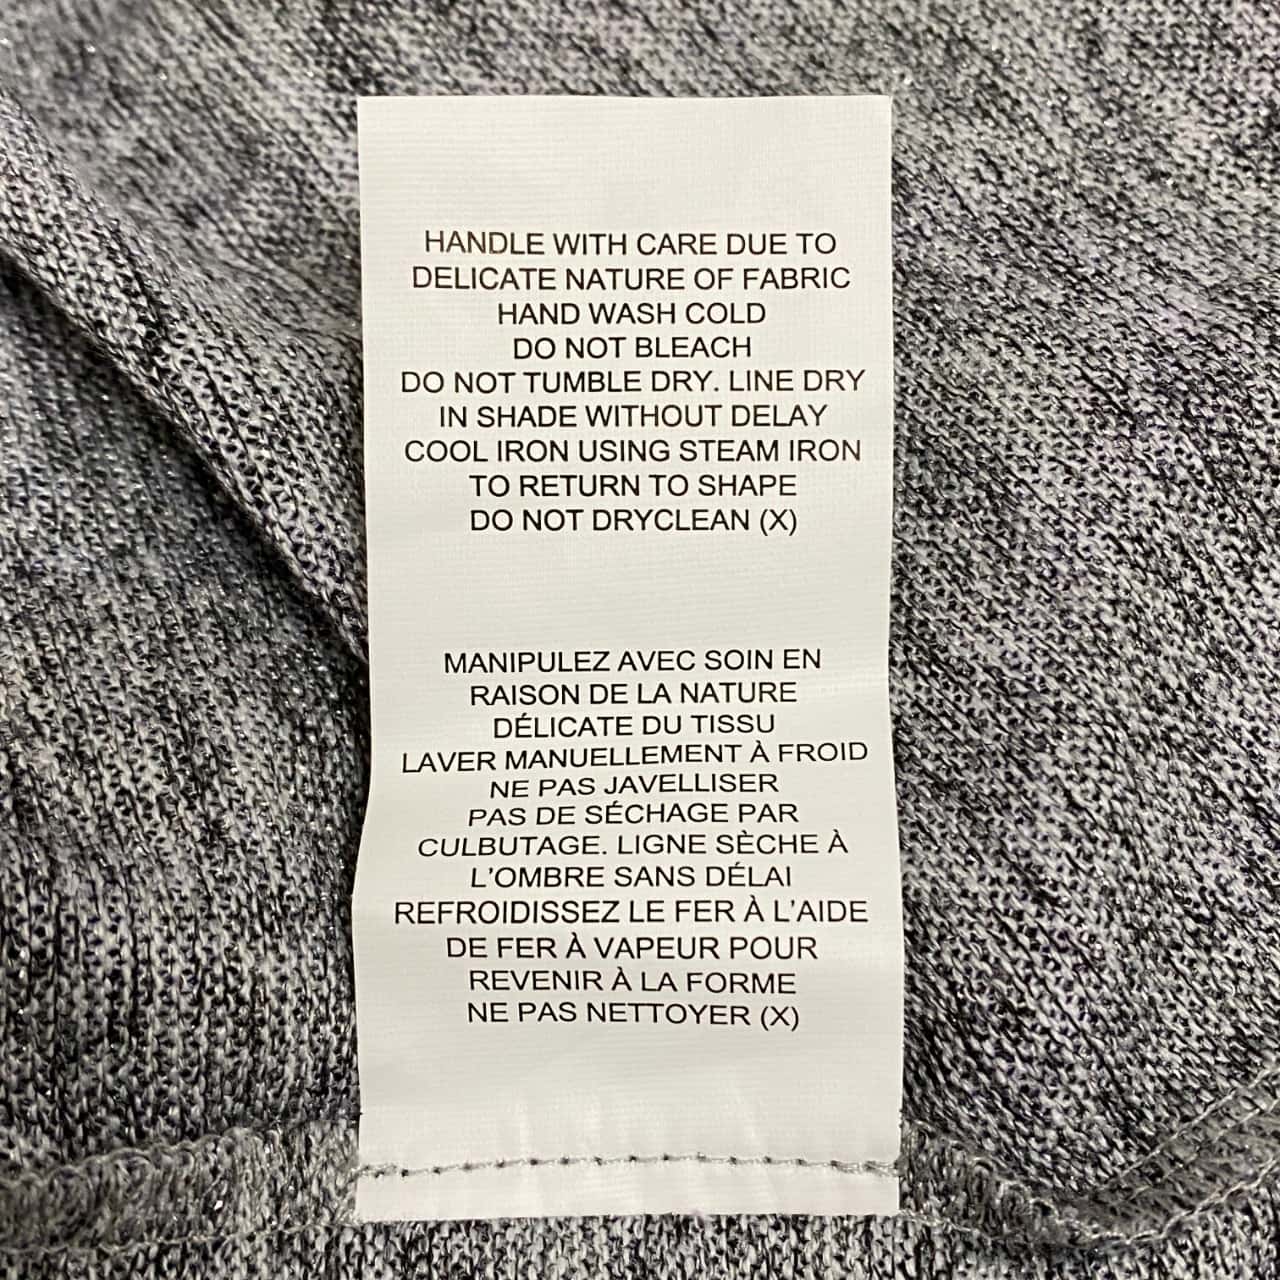 HANDLE WITH CARE DUE TO
DELICATE NATURE OF FABRIC
HAND WASH COLD
DO NOT BLEACH
DO NOT TUMBLE DRY. LINE DRY
IN SHADE WITHOUT DELAY
COOL IRON USING STEAM IRON
TO RETURN TO SHAPE
DO NOT DRYCLEAN (X)
MANIPULEZ AVEC SOIN EN
RAISON DE LA NATURE
DÉLICATE DU TISSU
LAVER MANUELLEMENT À FROID
NE PAS JAVELLISER
PAS DE SÉCHAGE PAR
CULBUTAGE. LIGNE SÈCHE À
L'OMBRE SANS DÉLAI
REFROIDISSEZ LE FER À L'AIDE
DE FER À VAPEUR POUR
REVENIR À LA FORME
NE PAS NETTOYER (X)